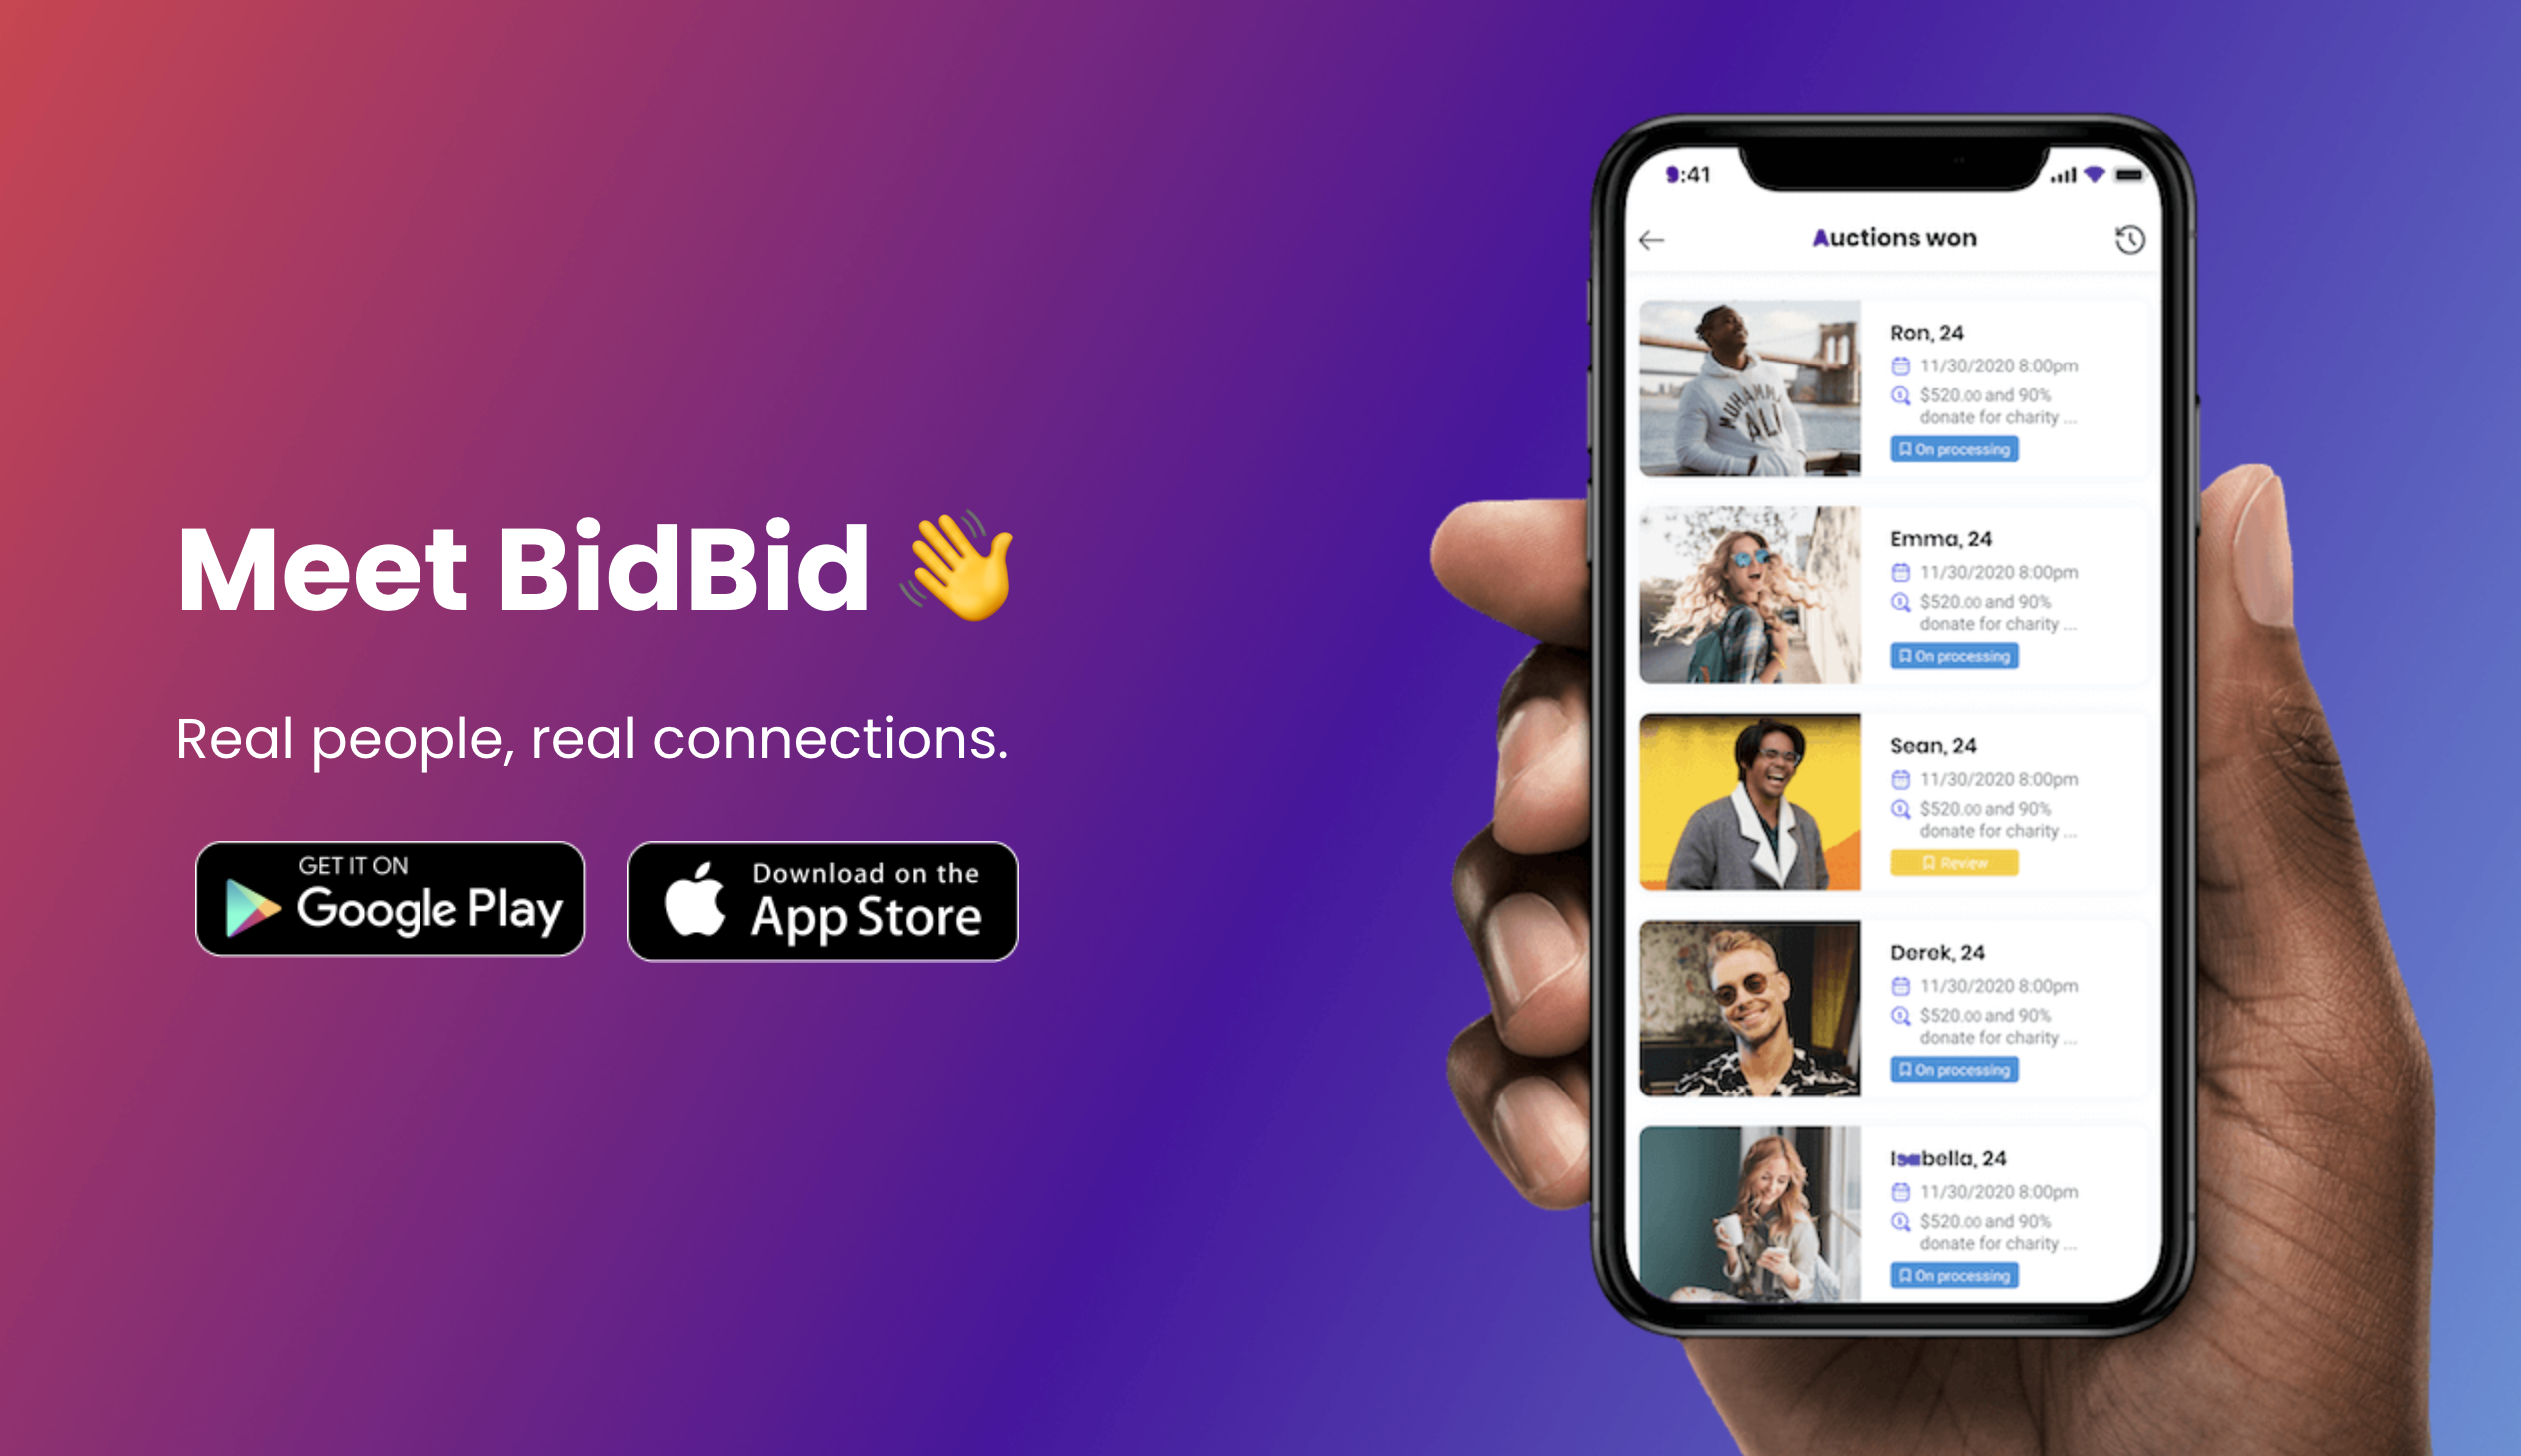 Meet BidBid 👋
Real people, real connections.
GET IT ON
Google Play
Download on the
App Store
9:41
Auctions won
Ron, 24
11/30/2020 8:00pm
$520.00 and 90%
donate for charity ...
On processing
MUHAMMA
ALI
Emma, 24
11/30/2020 8:00pm
$520.00 and 90%
donate for charity ...
On processing
Sean, 24
11/30/2020 8:00pm
$520.00 and 90%
donate for charity ...
Review
Derek, 24
11/30/2020 8:00pm
$520.00 and 90%
donate for charity ...
On processing
Isabella, 24
11/30/2020 8:00pm
$520.00 and 90%
donate for charity ...
On processing